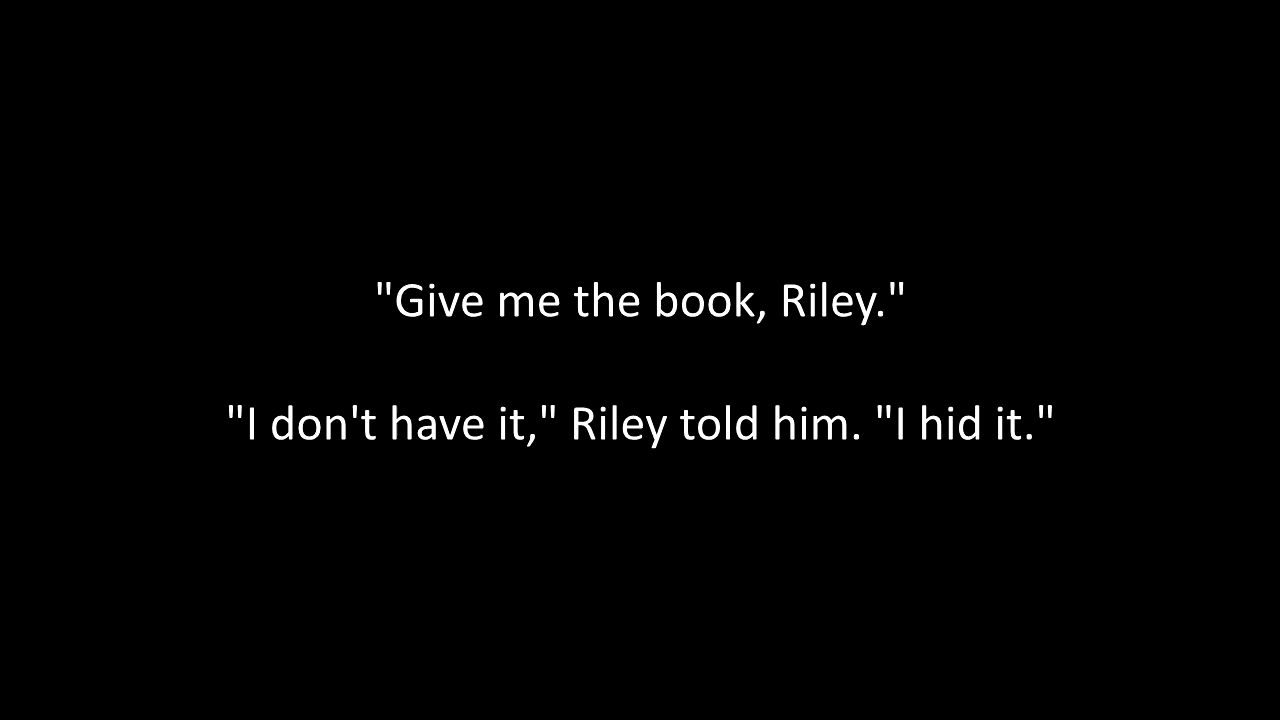 "Give me the book, Riley."
"I don't have it," Riley told him. "I hid it."